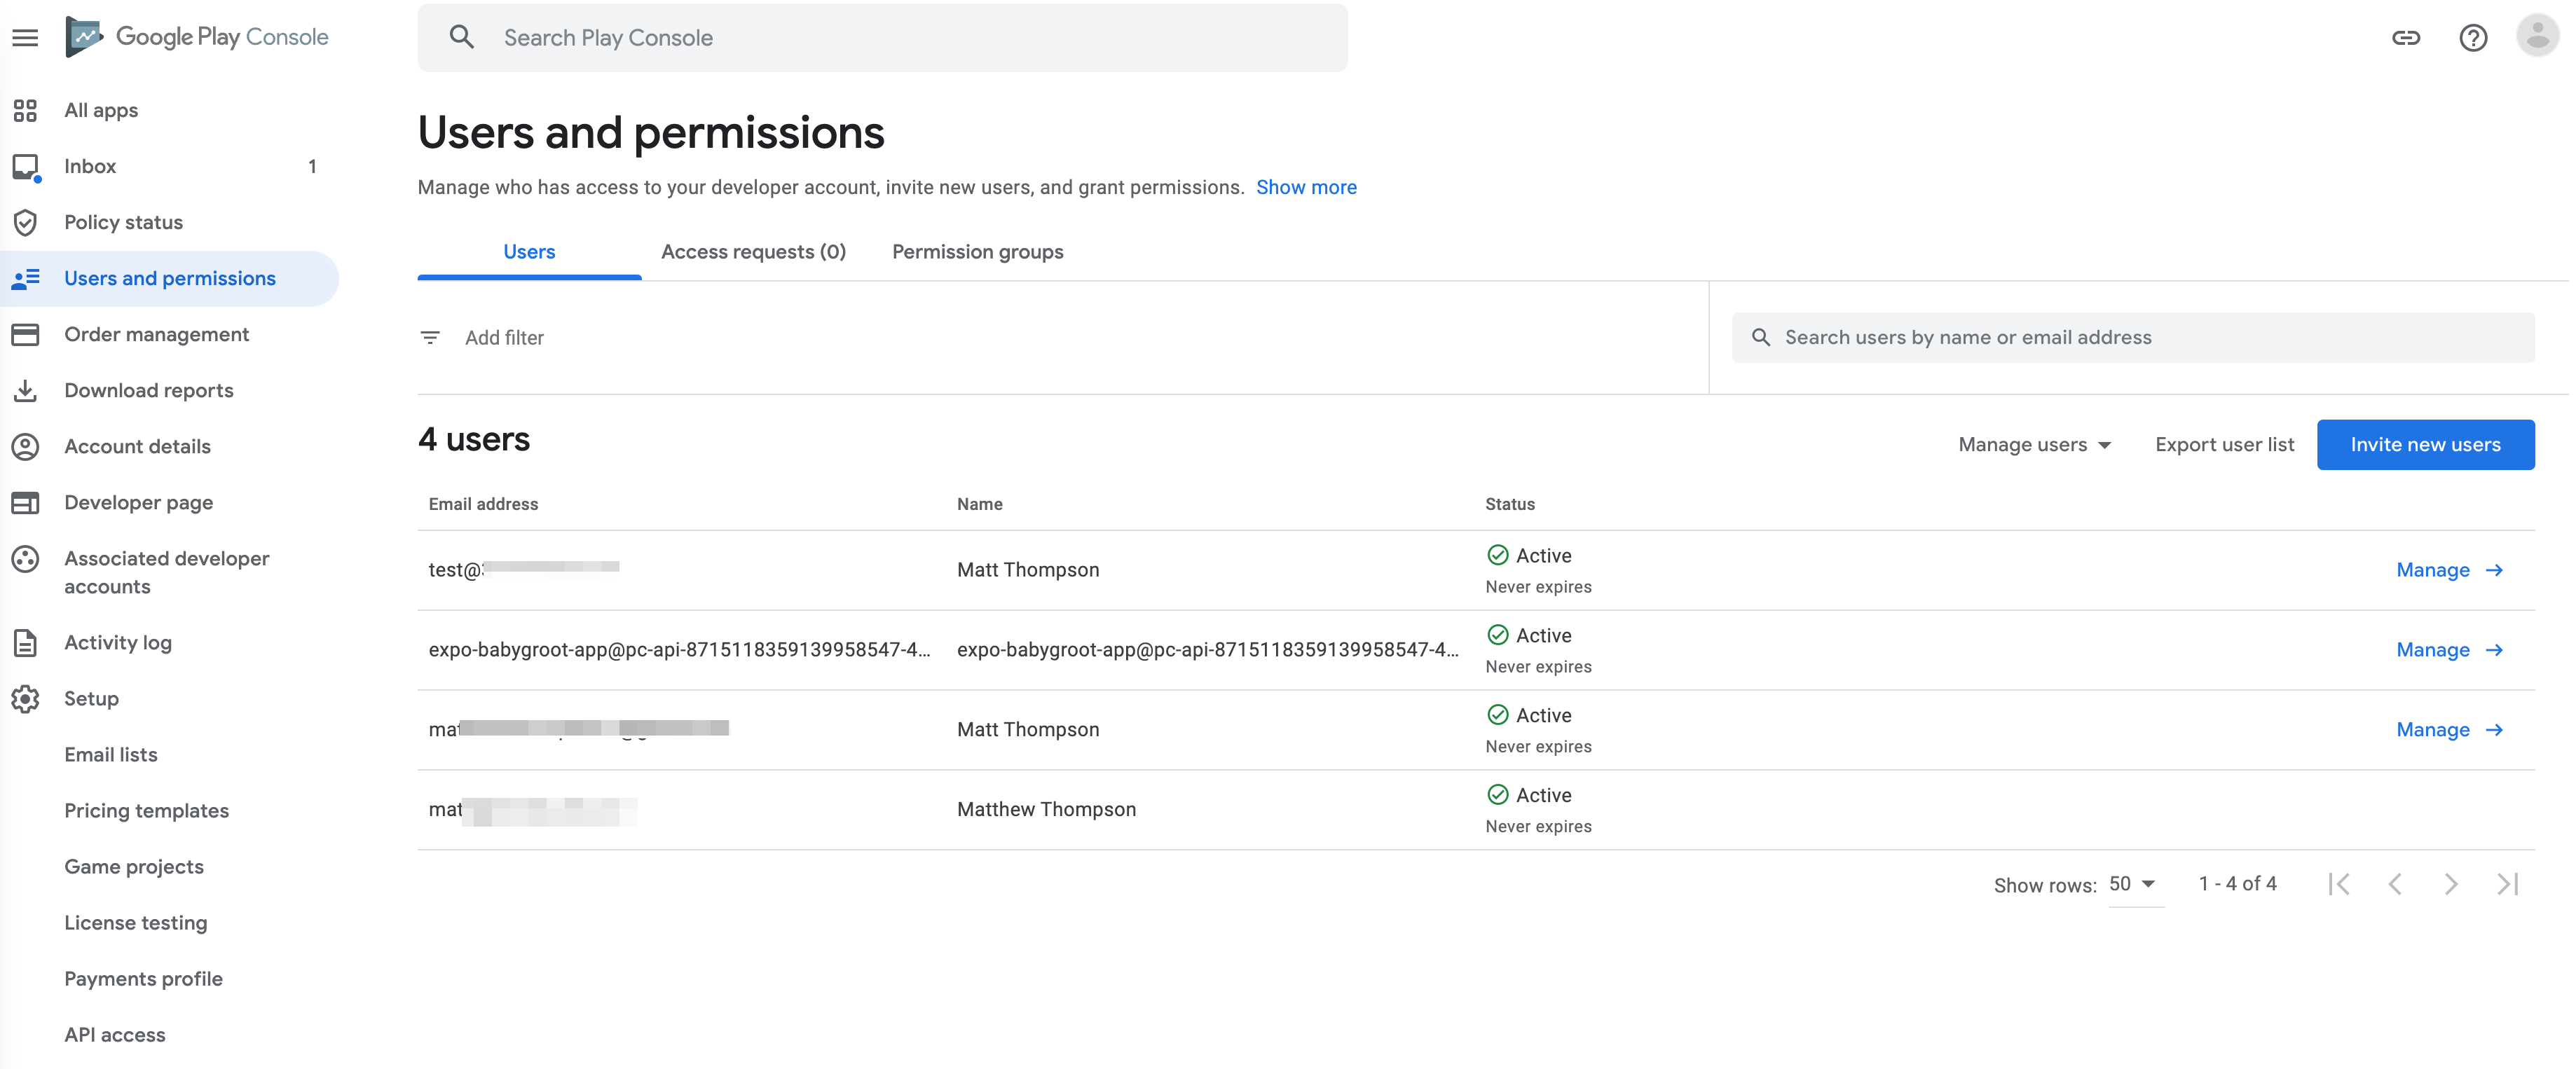 Google Play Console
Search Play Console
All apps
Inbox 1
Policy status
Users and permissions
Order management
Download reports
Account details
Developer page
Associated developer
accounts
Activity log
Setup
Email lists
Pricing templates
Game projects
License testing
Payments profile
API access
Users and permissions
Manage who has access to your developer account, invite new users, and grant permissions. Show more
Users Access requests (0) Permission groups
Add filter
Search users by name or email address
4 users
Manage users Export user list Invite new users
Email address Name Status
test@ Matt Thompson Active
Never expires
Manage
expo-babygroot-app@pc-api-8715118359139958547-4... expo-babygroot-app@pc-api-8715118359139958547-4... Active
Never expires
Manage
mat Matt Thompson Active
Never expires
Manage
mat Matthew Thompson Active
Never expires
Show rows: 50 1 - 4 of 4